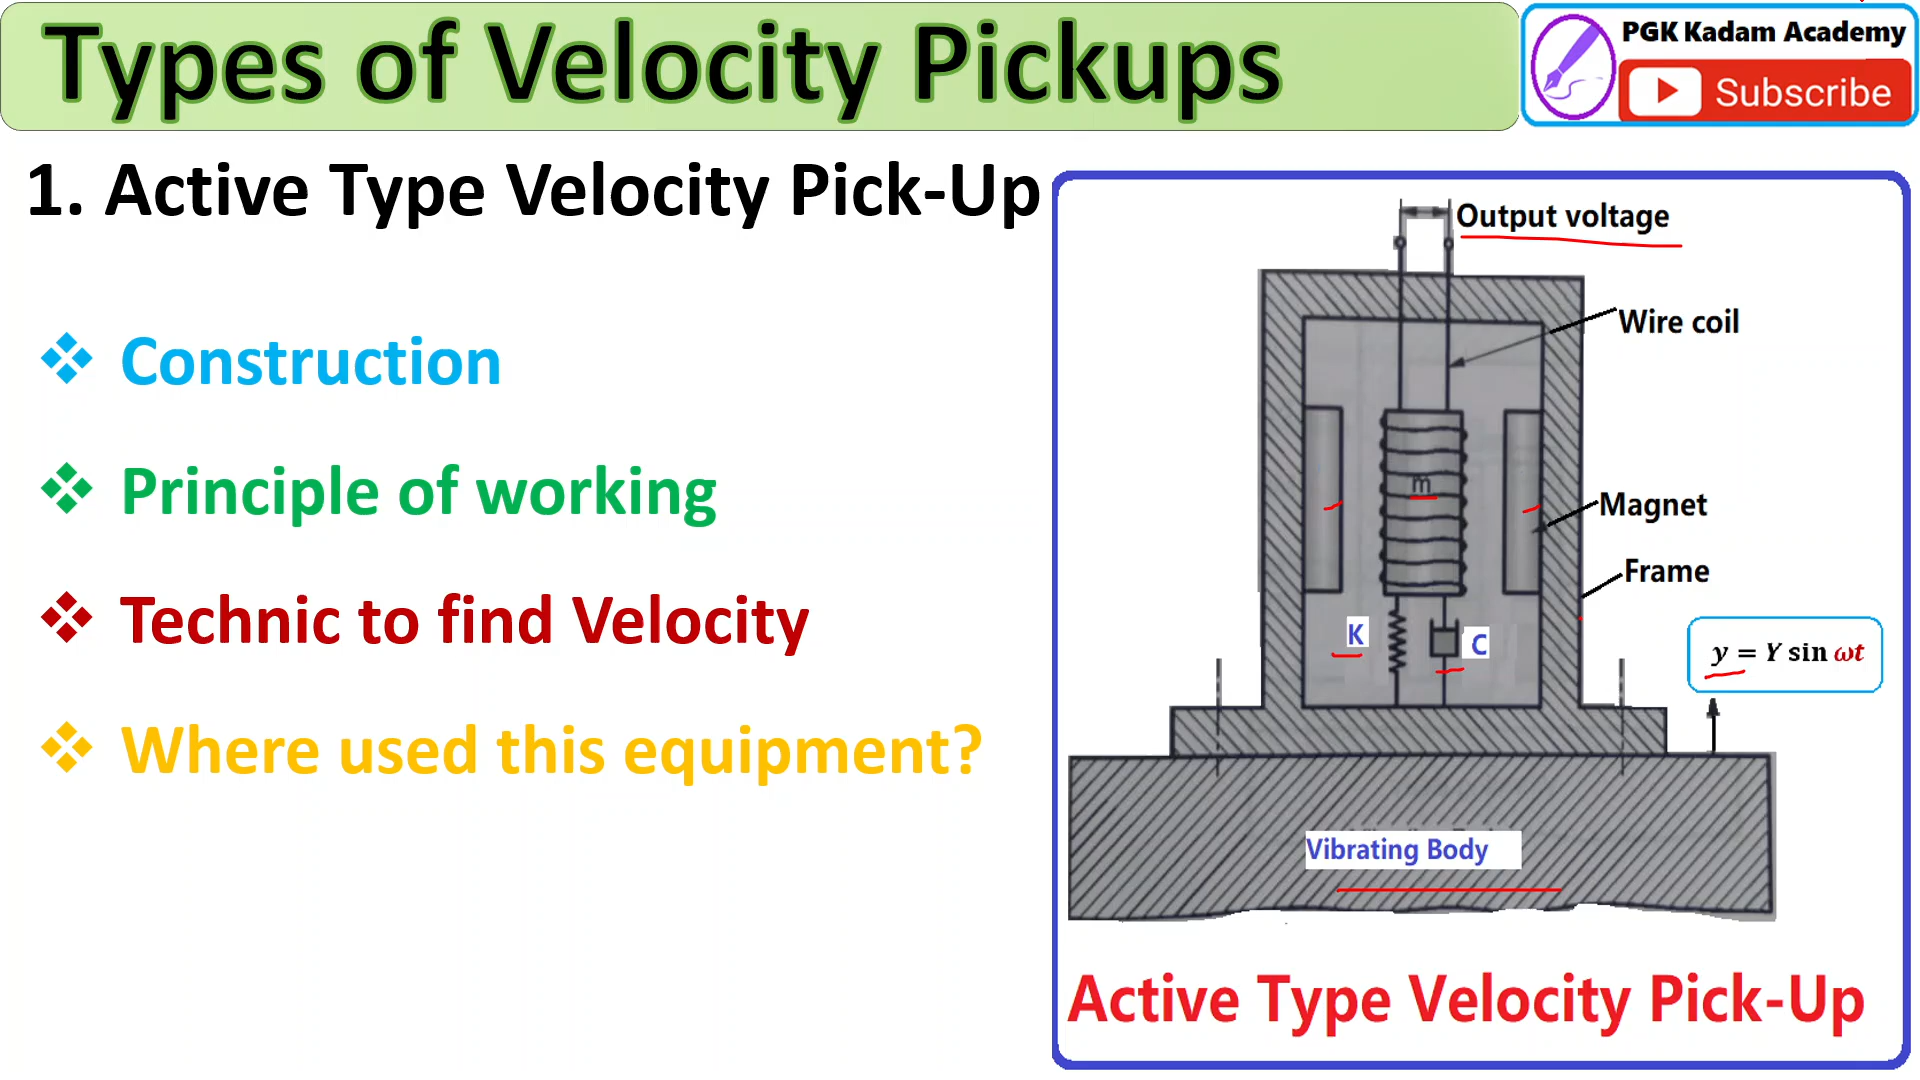 Types of Velocity Pickups
PGK Kadam Academy
Subscribe
1. Active Type Velocity Pick-Up
Construction
Principle of working
Technic to find Velocity
Where used this equipment?
Output voltage
Wire coil
m
Magnet
Frame
K
C
y = Y sin ωt
Vibrating Body
Active Type Velocity Pick-Up